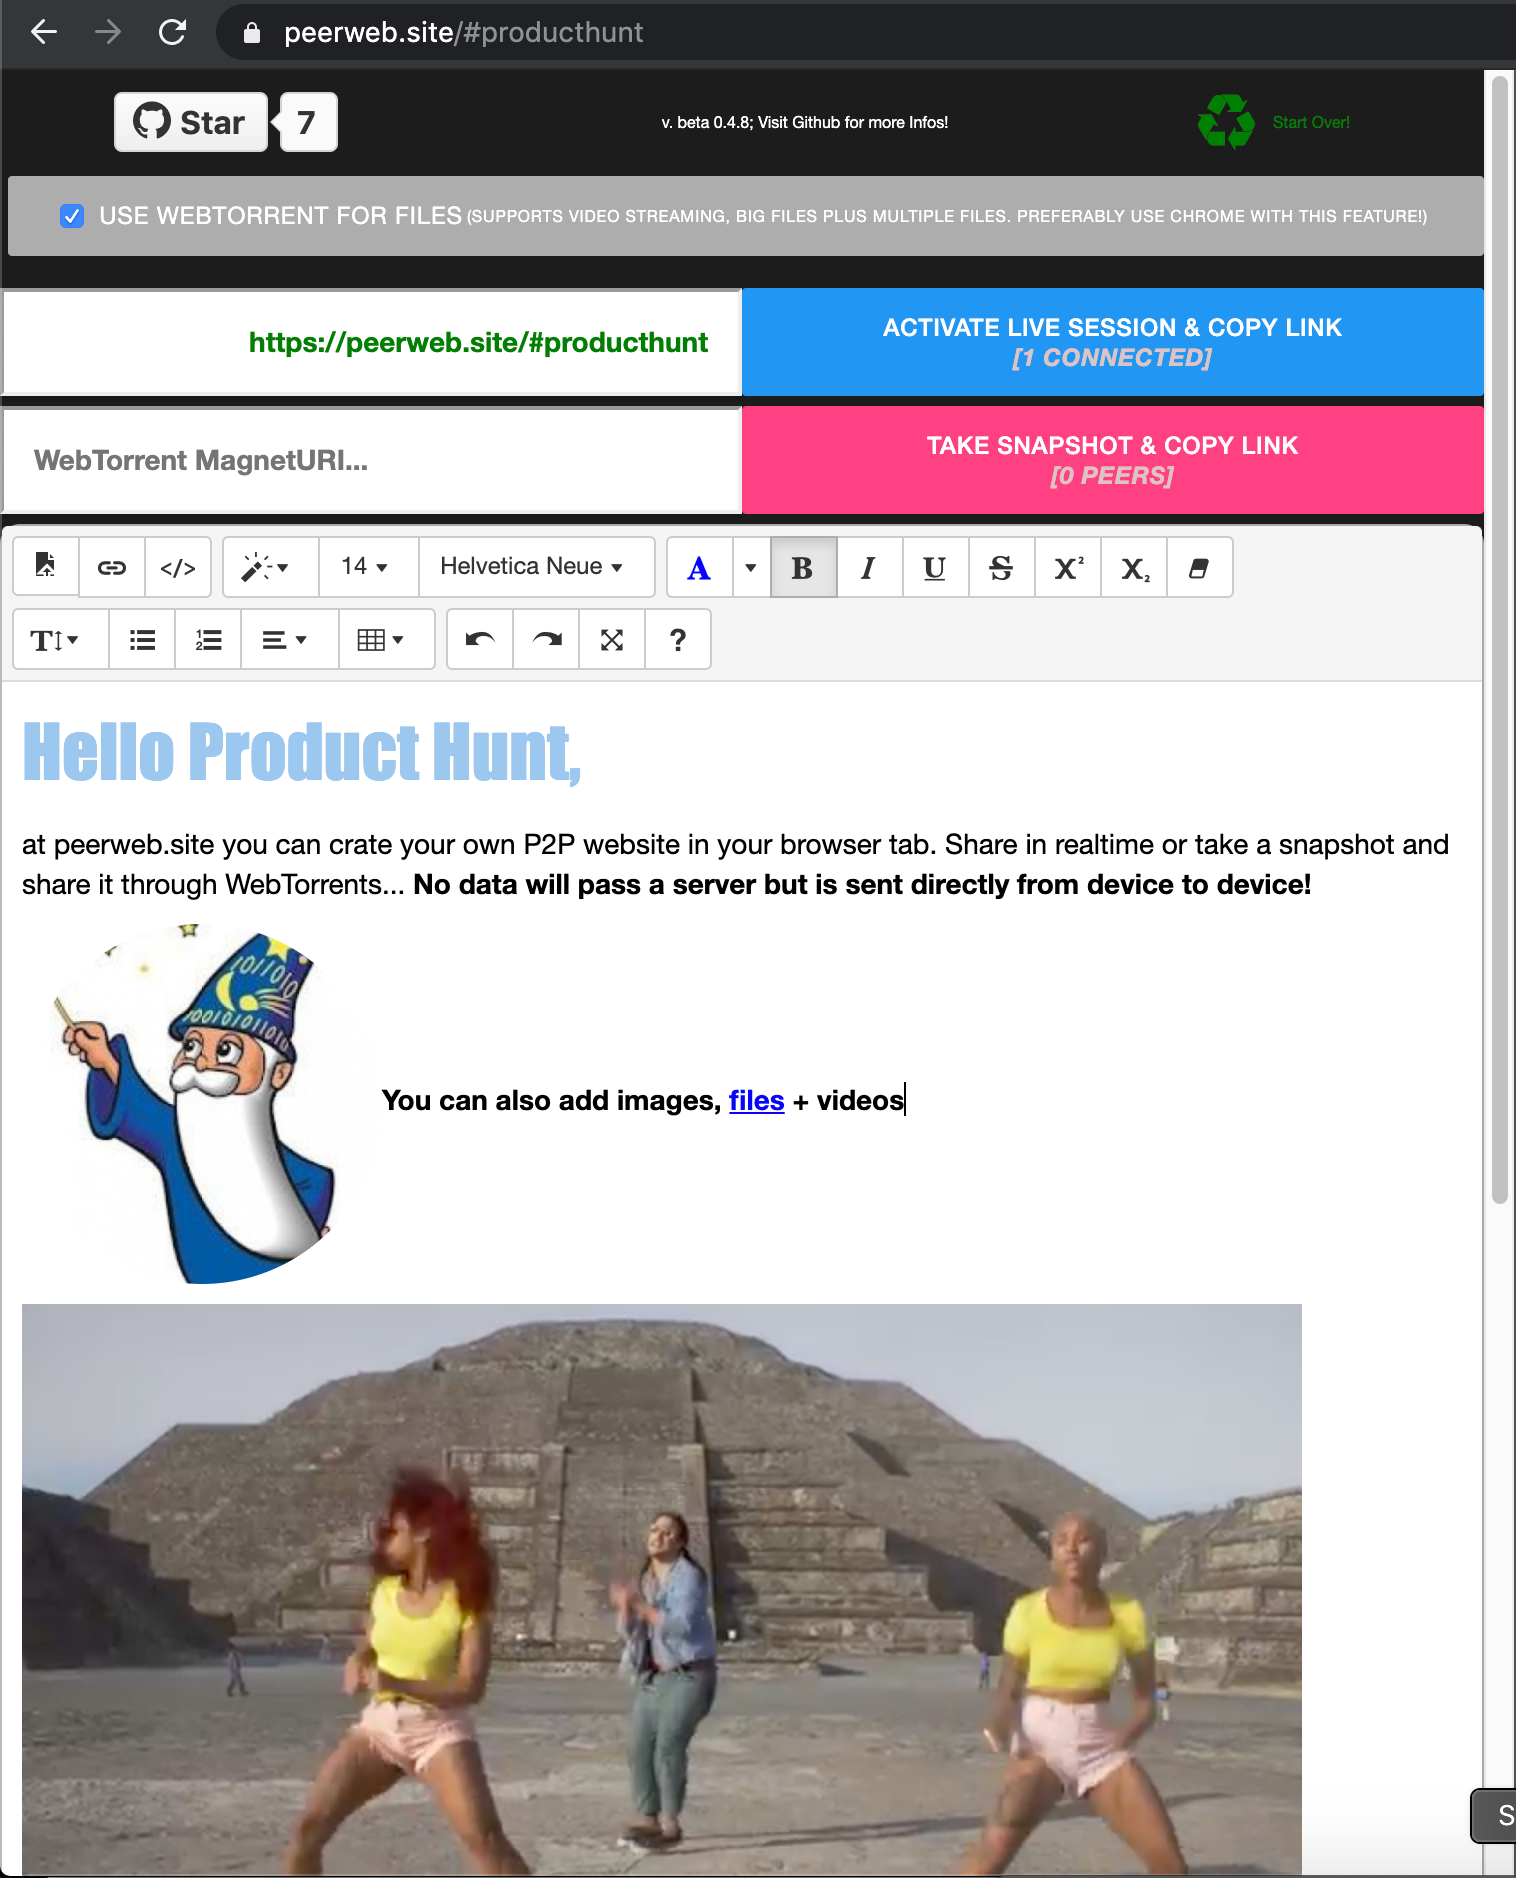 peerweb.site/#producthunt
Star 7
v. beta 0.4.8; Visit Github for more Infos!
Start Over!
USE WEBTORRENT FOR FILES (SUPPORTS VIDEO STREAMING, BIG FILES PLUS MULTIPLE FILES. PREFERABLY USE CHROME WITH THIS FEATURE!)
https://peerweb.site/#producthunt
ACTIVATE LIVE SESSION & COPY LINK
[1 CONNECTED]
WebTorrent MagnetURI...
TAKE SNAPSHOT & COPY LINK
[0 PEERS]
</> 14 Helvetica Neue A B I U S X² X₂
T ?
Hello Product Hunt,
at peerweb.site you can crate your own P2P website in your browser tab. Share in realtime or take a snapshot and
share it through WebTorrents... No data will pass a server but is sent directly from device to device!
1011010
001010110110
You can also add images, files + videos
S